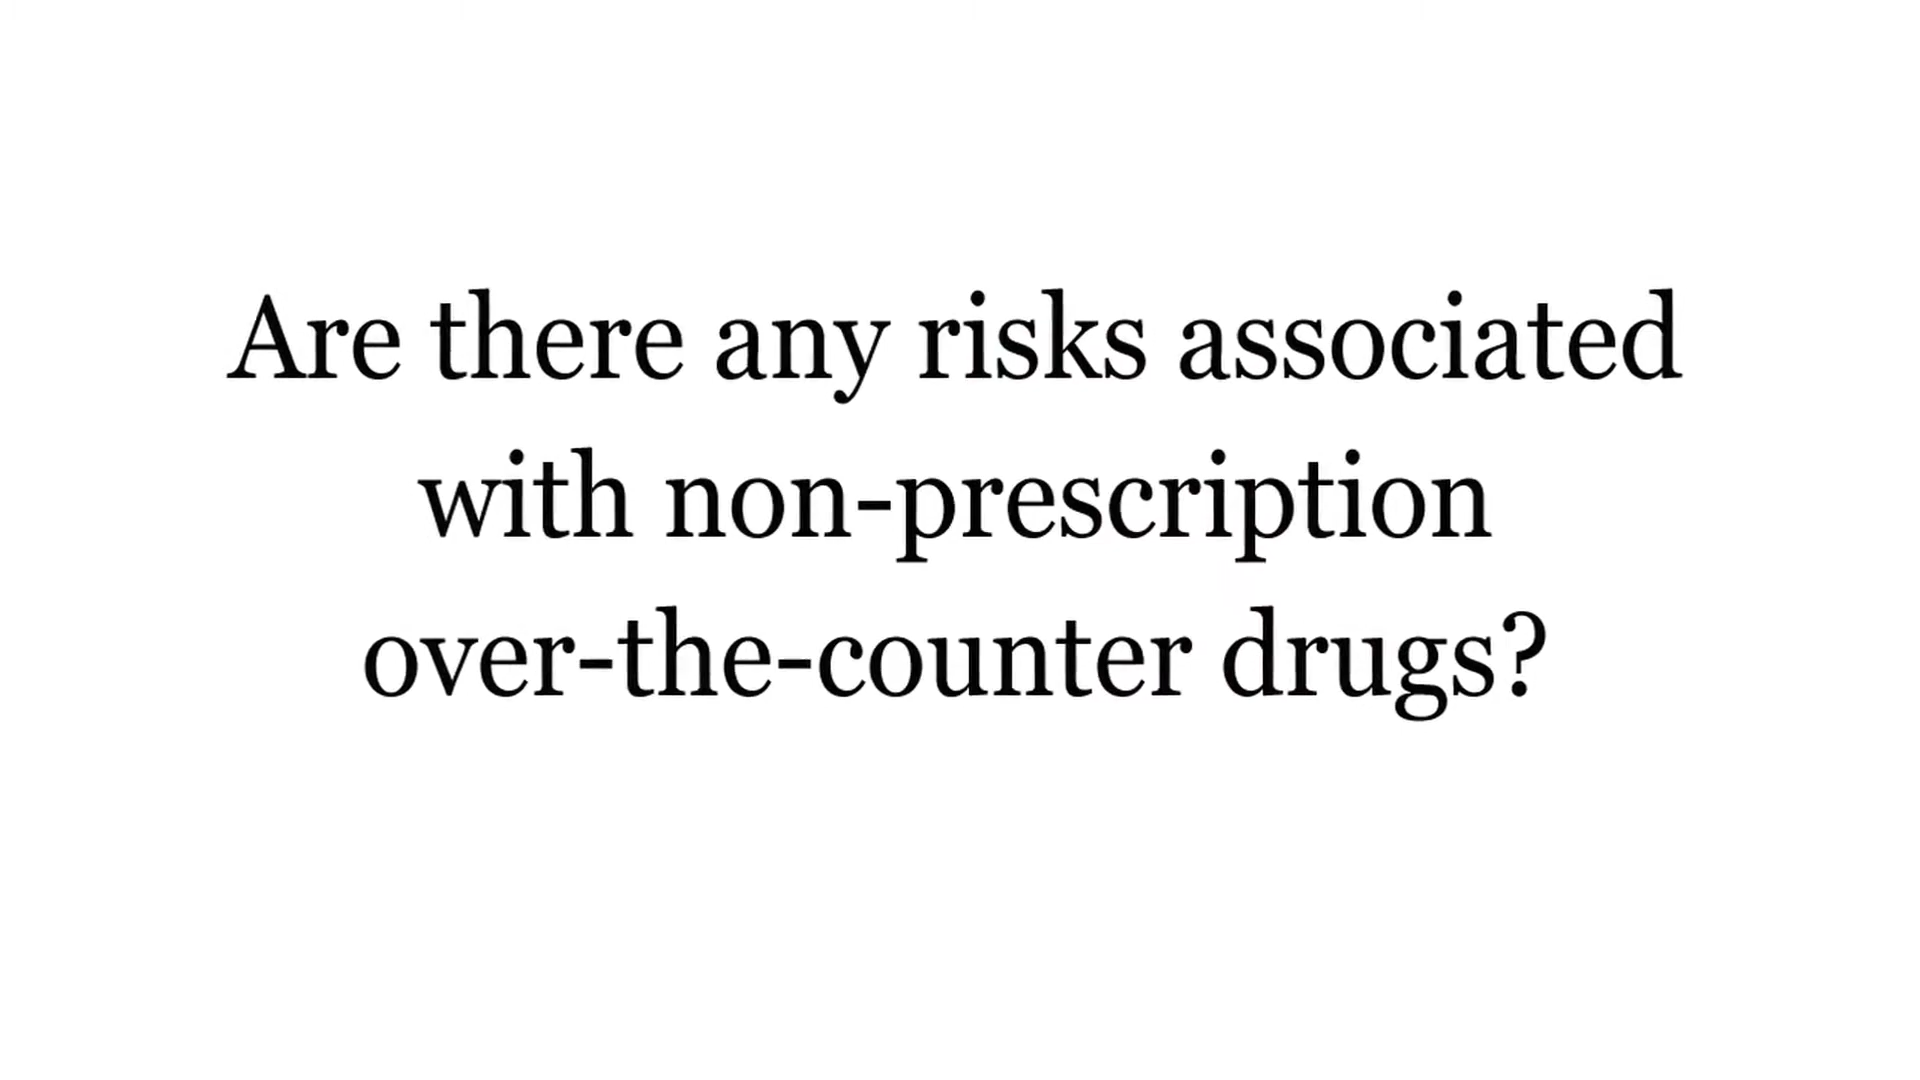 Are there any risks associated
with non-prescription
over-the-counter drugs?